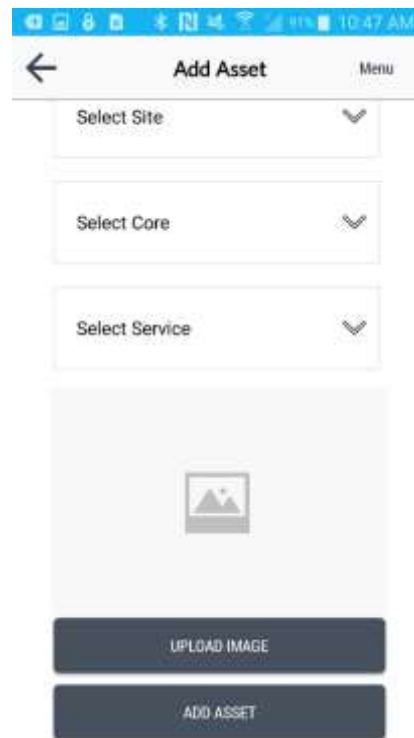 10:47 AM
Add Asset
Menu
Select Site
Select Core
Select Service
UPLOAD IMAGE
ADD ASSET